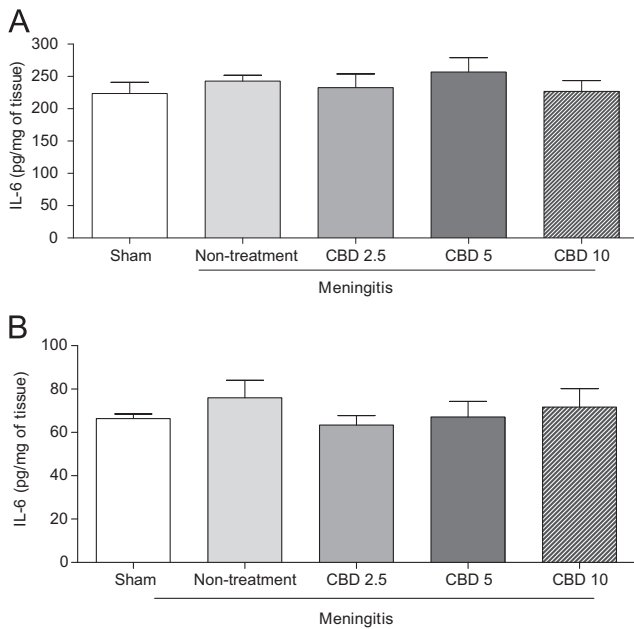 A
IL-6 (pg/mg of tissue)
300
250
200
150
100
50
0
Sham Non-treatment CBD 2.5 CBD 5 CBD 10
Meningitis
B
IL-6 (pg/mg of tissue)
100
80
60
40
20
0
Sham Non-treatment CBD 2.5 CBD 5 CBD 10
Meningitis